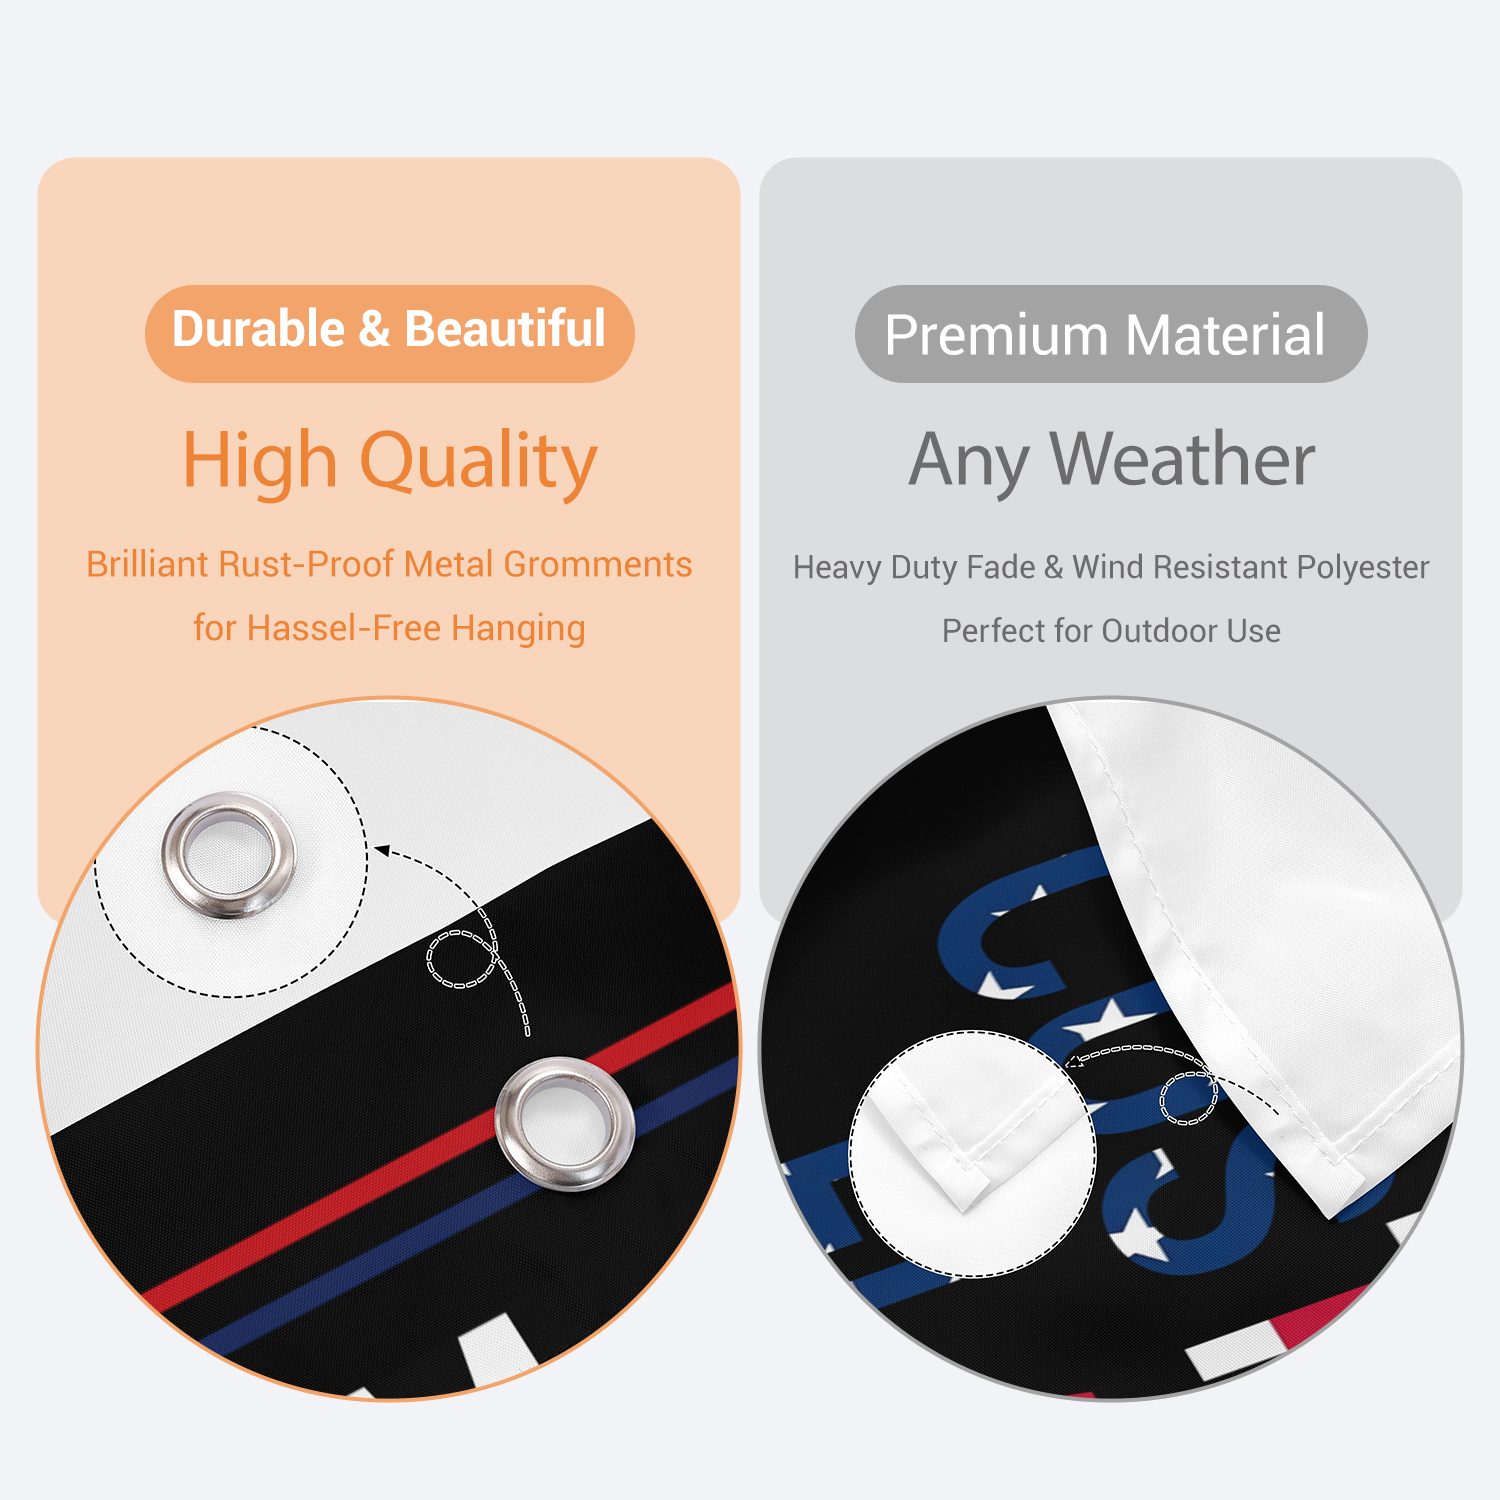 Durable & Beautiful
High Quality
Brilliant Rust-Proof Metal Gromments
for Hassel-Free Hanging
Premium Material
Any Weather
Heavy Duty Fade & Wind Resistant Polyester
Perfect for Outdoor Use